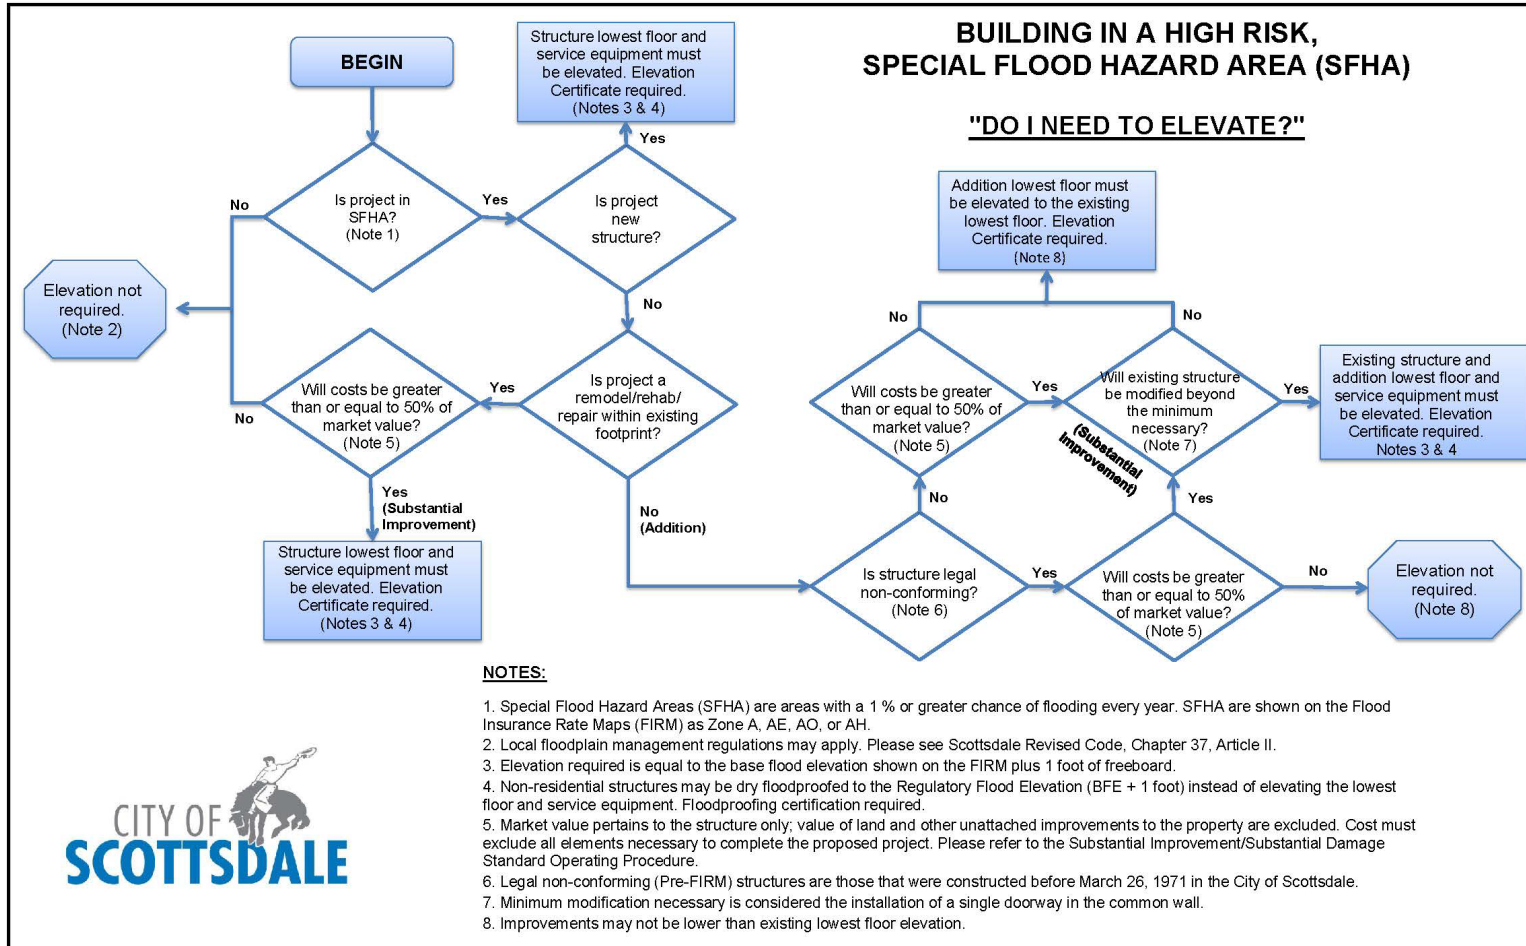 BUILDING IN A HIGH RISK,
SPECIAL FLOOD HAZARD AREA (SFHA)
"DO I NEED TO ELEVATE?"
BEGIN
Structure lowest floor and
service equipment must
be elevated. Elevation
Certificate required.
(Notes 3 & 4)
Yes
No
Is project in
SFHA?
(Note 1)
Yes
Is project
new
structure?
Elevation not
required.
(Note 2)
No
No
Will costs be greater
than or equal to 50% of
market value?
(Note 5)
Yes
Is project a
remodel/rehab/
repair within existing
footprint?
Yes
(Substantial
Improvement)
Structure lowest floor and
service equipment must
be elevated. Elevation
Certificate required.
(Notes 3 & 4)
No
(Addition)
Addition lowest floor must
be elevated to the existing
lowest floor. Elevation
Certificate required.
(Note 8)
No
No
Will costs be greater
than or equal to 50% of
market value?
(Note 5)
Yes
Will existing structure
be modified beyond
the minimum
necessary?
(Note 7)
Yes
Existing structure and
addition lowest floor and
service equipment must
be elevated. Elevation
Certificate required.
Notes 3 & 4
(Substantial
Improvement)
No
Yes
Is structure legal
non-conforming?
(Note 6)
Yes
Will costs be greater
than or equal to 50%
of market value?
(Note 5)
No
Elevation not
required.
(Note 8)
NOTES:
1. Special Flood Hazard Areas (SFHA) are areas with a 1 % or greater chance of flooding every year. SFHA are shown on the Flood
Insurance Rate Maps (FIRM) as Zone A, AE, AO, or AH.
2. Local floodplain management regulations may apply. Please see Scottsdale Revised Code, Chapter 37, Article II.
3. Elevation required is equal to the base flood elevation shown on the FIRM plus 1 foot of freeboard.
4. Non-residential structures may be dry floodproofed to the Regulatory Flood Elevation (BFE + 1 foot) instead of elevating the lowest
floor and service equipment. Floodproofing certification required.
5. Market value pertains to the structure only; value of land and other unattached improvements to the property are excluded. Cost must
exclude all elements necessary to complete the proposed project. Please refer to the Substantial Improvement/Substantial Damage
Standard Operating Procedure.
6. Legal non-conforming (Pre-FIRM) structures are those that were constructed before March 26, 1971 in the City of Scottsdale.
7. Minimum modification necessary is considered the installation of a single doorway in the common wall.
8. Improvements may not be lower than existing lowest floor elevation.
CITY OF
SCOTTSDALE